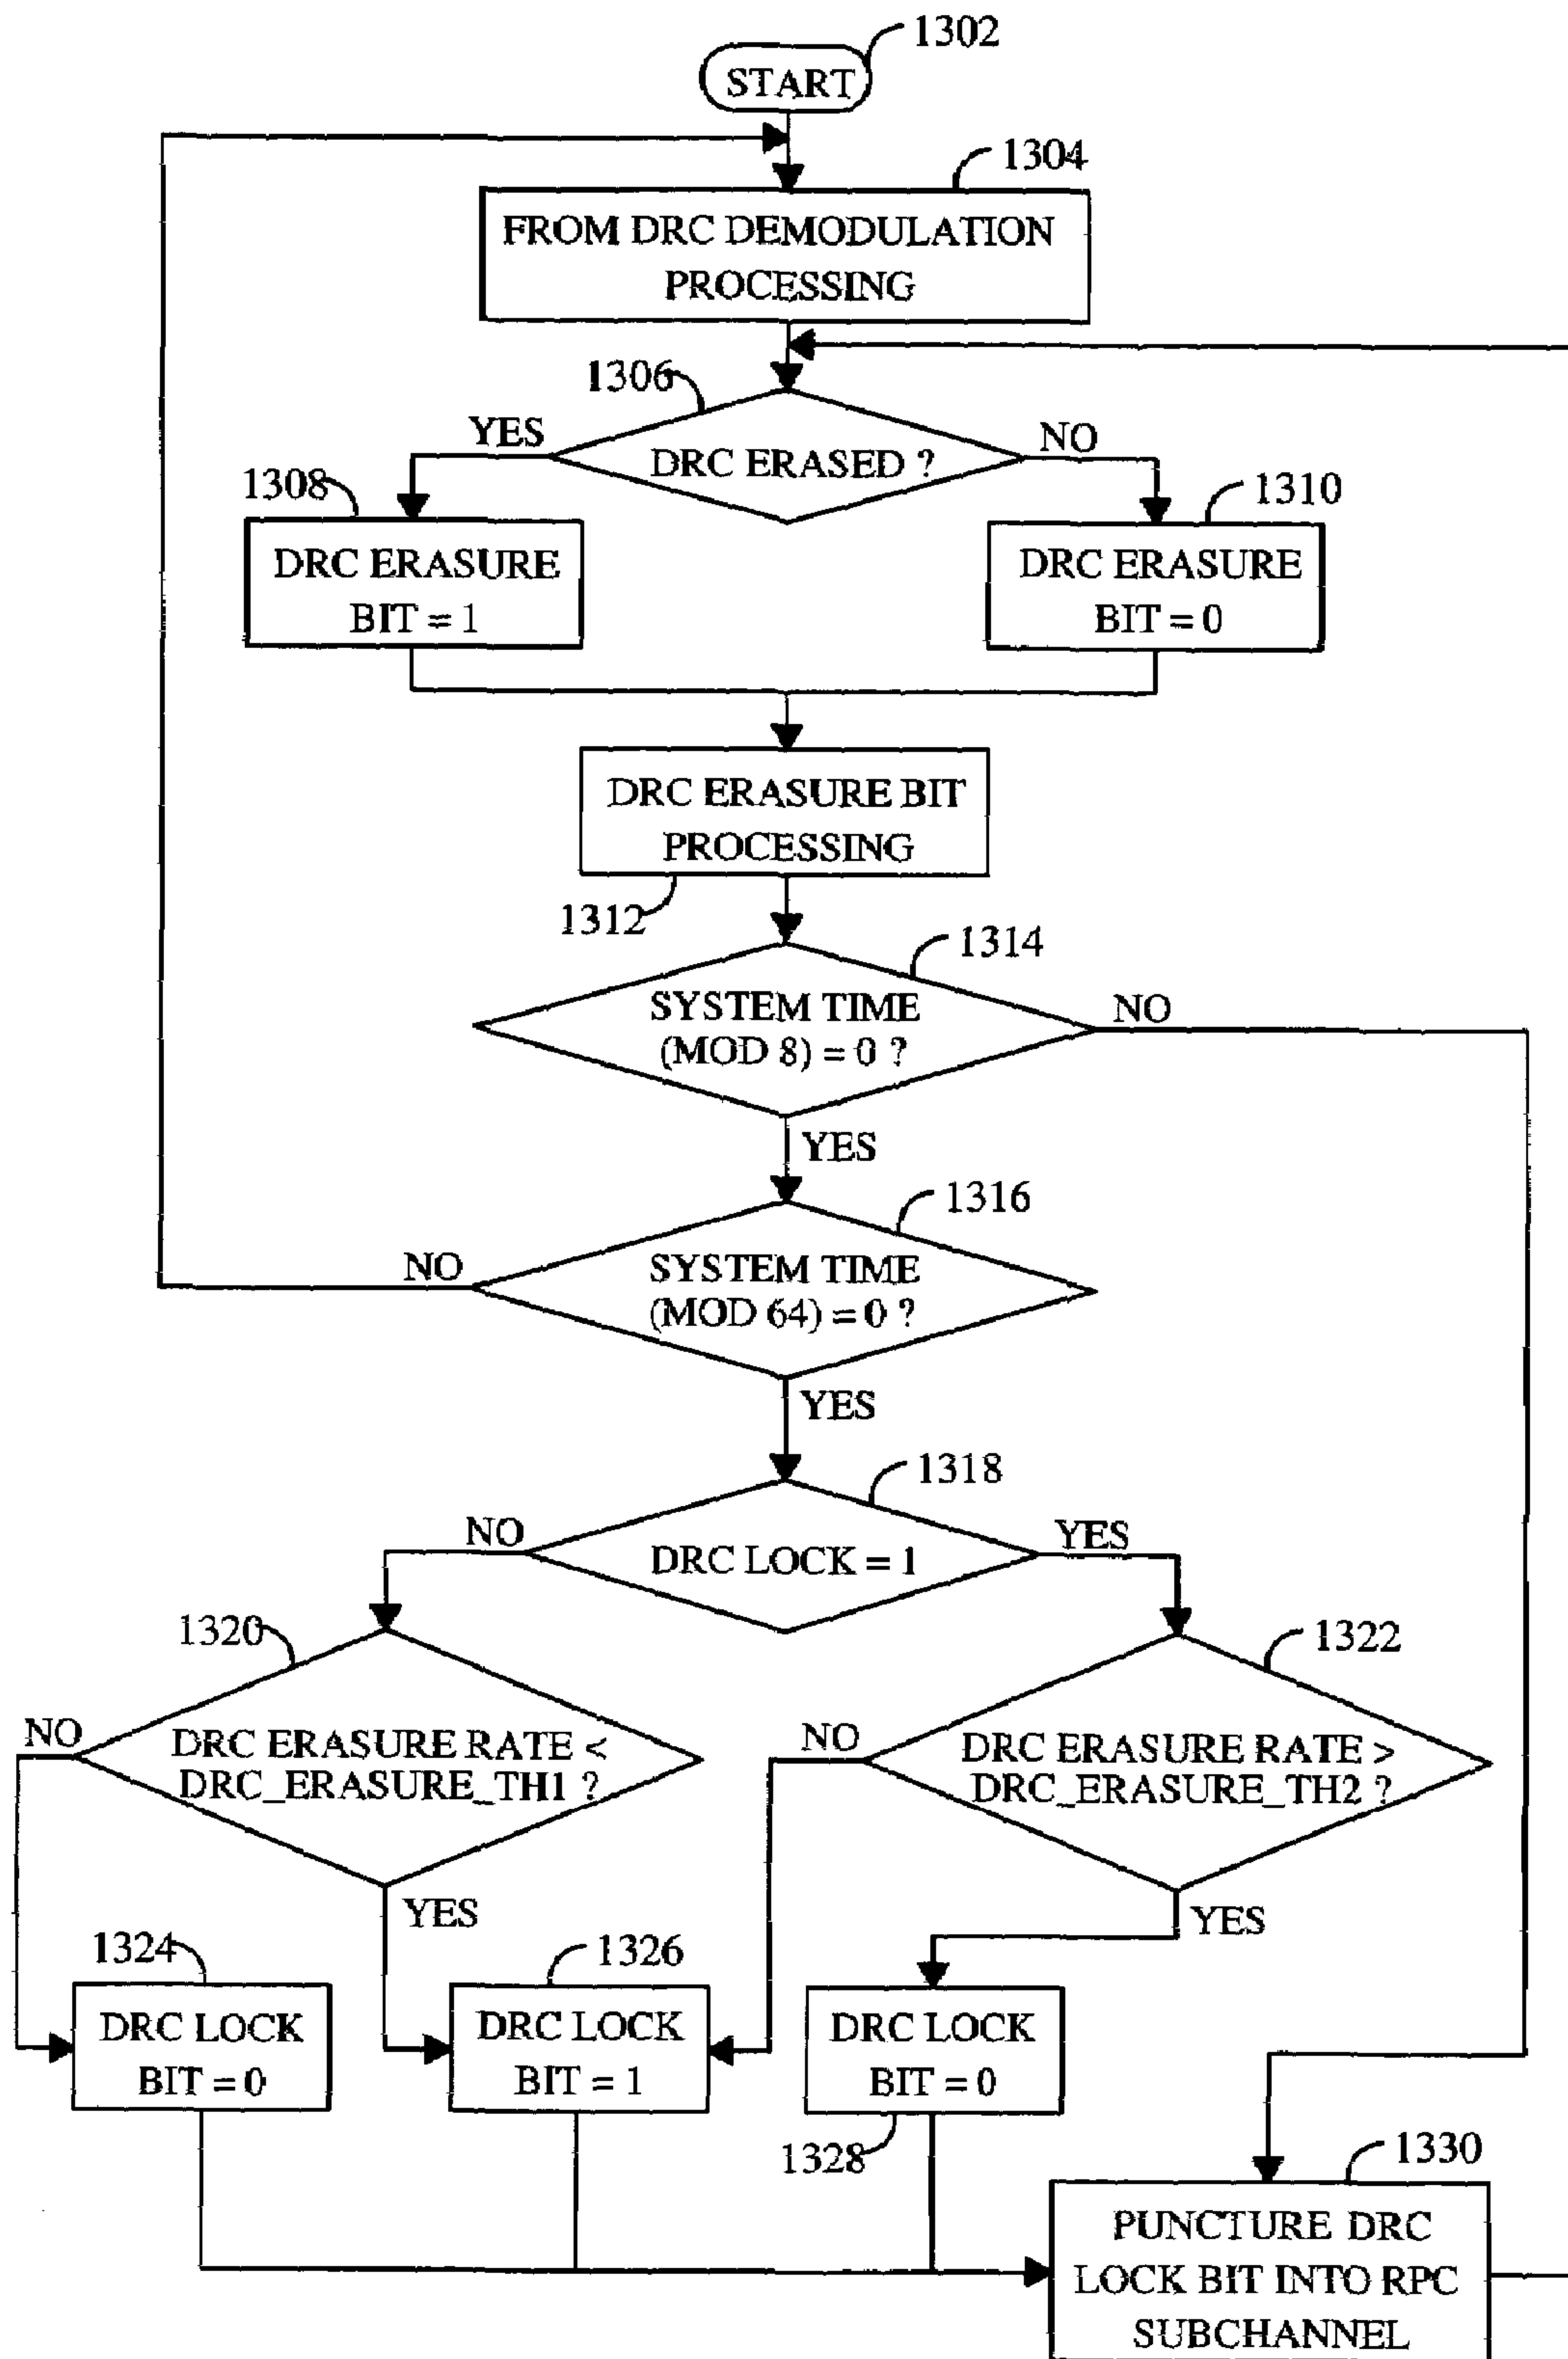 1302
START
1304
FROM DRC DEMODULATION
PROCESSING
1306
YES
NO
DRC ERASED ?
1308
1310
DRC ERASURE
BIT = 1
DRC ERASURE
BIT = 0
DRC ERASURE BIT
PROCESSING
1312
1314
SYSTEM TIME
(MOD 8) = 0 ?
NO
YES
1316
NO
SYSTEM TIME
(MOD 64) = 0 ?
YES
1318
NO
YES
DRC LOCK = 1
1320
1322
NO
DRC ERASURE RATE <
DRC_ERASURE_TH1 ?
NO
DRC ERASURE RATE >
DRC_ERASURE_TH2 ?
YES
YES
1324
1326
DRC LOCK
BIT = 0
DRC LOCK
BIT = 1
DRC LOCK
BIT = 0
1328
1330
PUNCTURE DRC
LOCK BIT INTO RPC
SUBCHANNEL